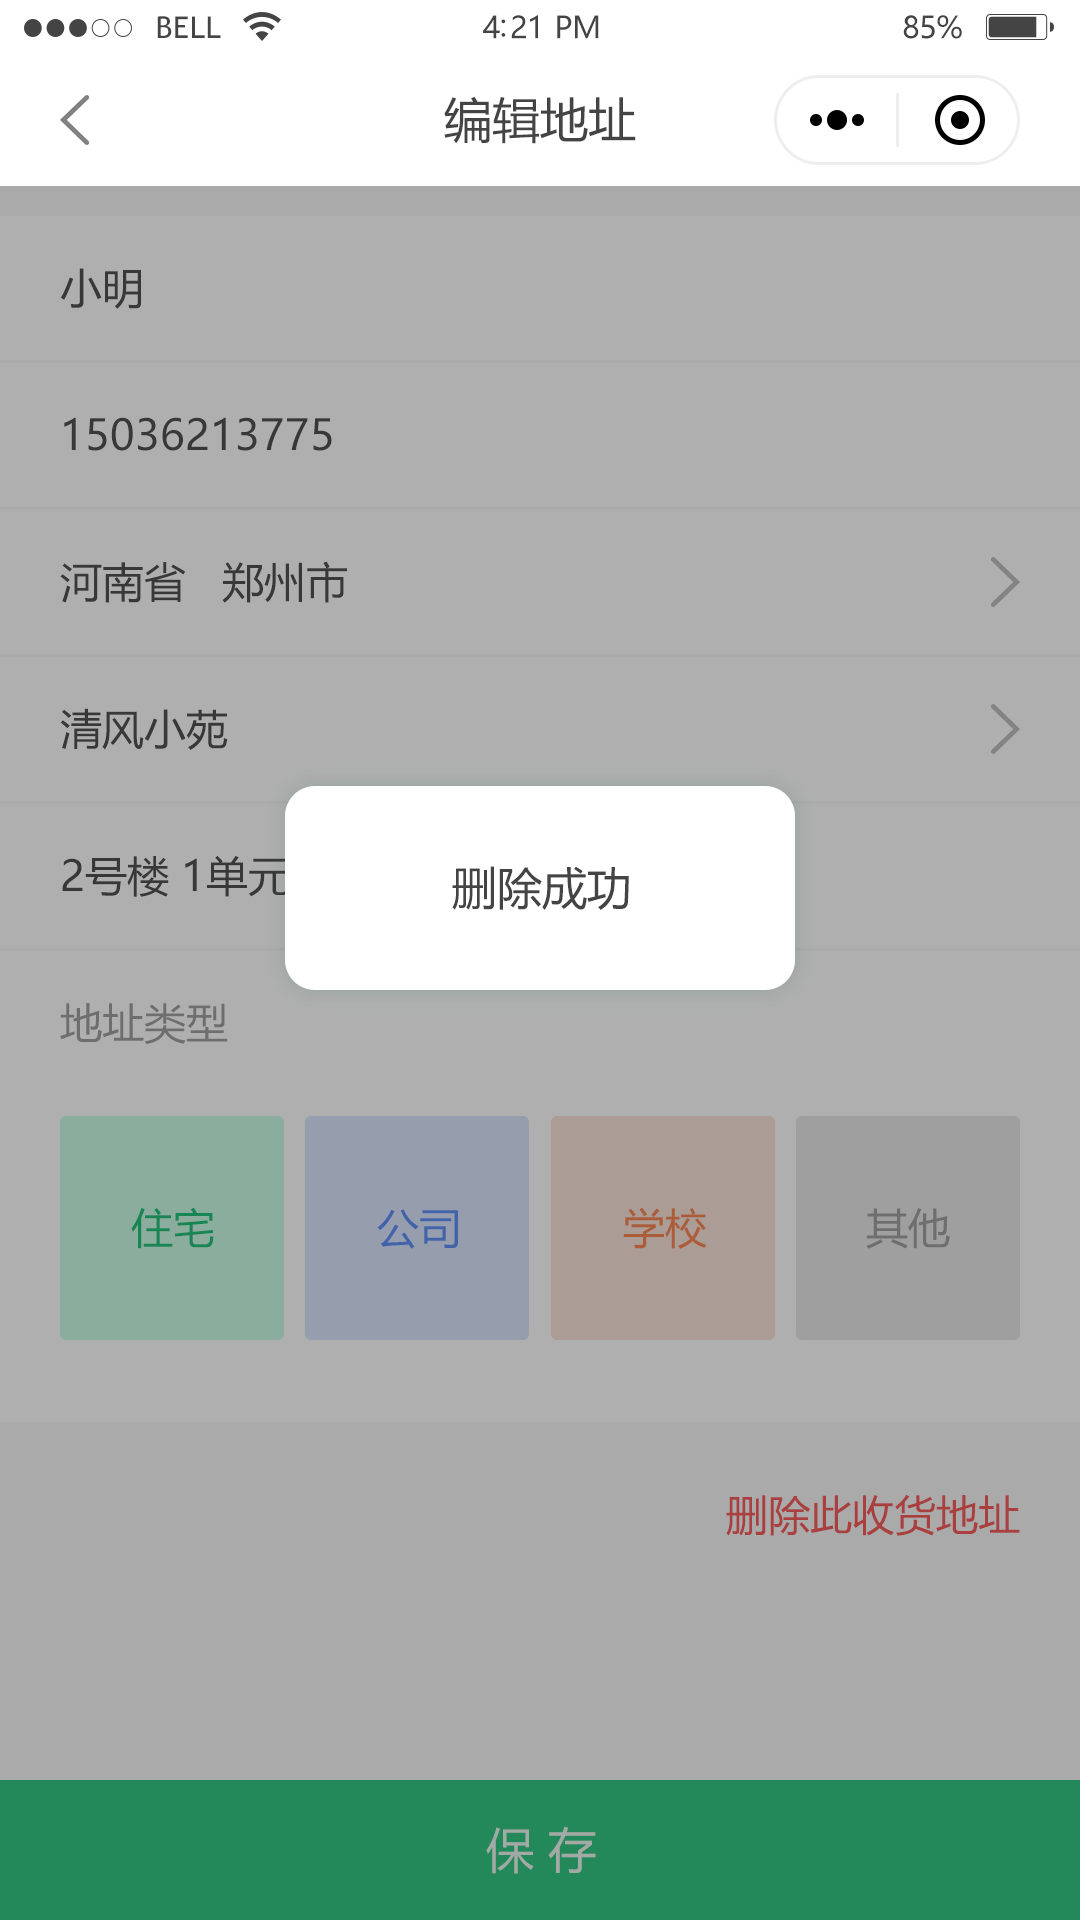 BELL 4:21 PM 85%
编辑地址
小明
15036213775
河南省 郑州市
清风小苑
2号楼 1单元
删除成功
地址类型
住宅 公司 学校 其他
删除此收货地址
保 存